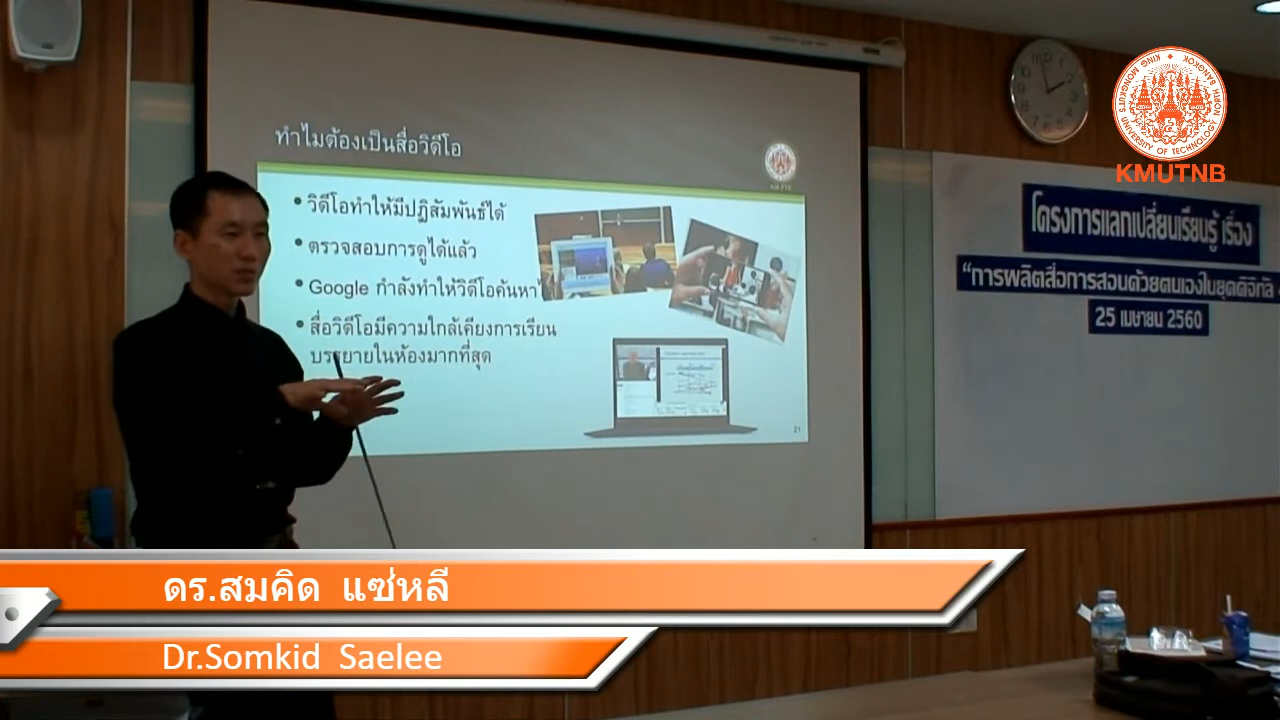 ทำไมต้องเป็นสื่อวิดีโอ
• วิดีโอทำให้มีปฏิสัมพันธ์ได้
• ตรวจสอบการดูได้แล้ว
• Google กำลังทำให้วิดีโอค้นหา
• สื่อวิดีโอมีความใกล้เคียงการเรียน
บรรยายในห้องมากที่สุด
21
KING MONGKUT'S UNIVERSITY OF TECHNOLOGY NORTH BANGKOK
KMUTNB
โครงการแลกเปลี่ยนเรียนรู้ เรื่อง
“การผลิตสื่อการสอนด้วยตนเองในยุคดิจิทัล
25 เมษายน 2560
ดร.สมคิด แซ่หลี
Dr.Somkid Saelee